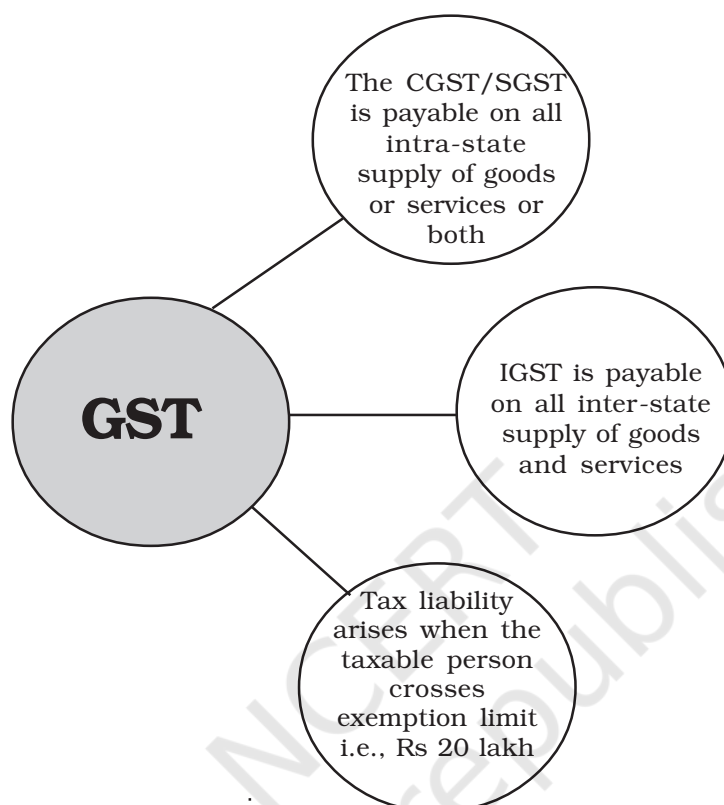 The CGST/SGST
is payable on all
intra-state
supply of goods
or services or
both
GST
IGST is payable
on all inter-state
supply of goods
and services
Tax liability
arises when the
taxable person
crosses
exemption limit
i.e., Rs 20 lakh
NCERT
republis